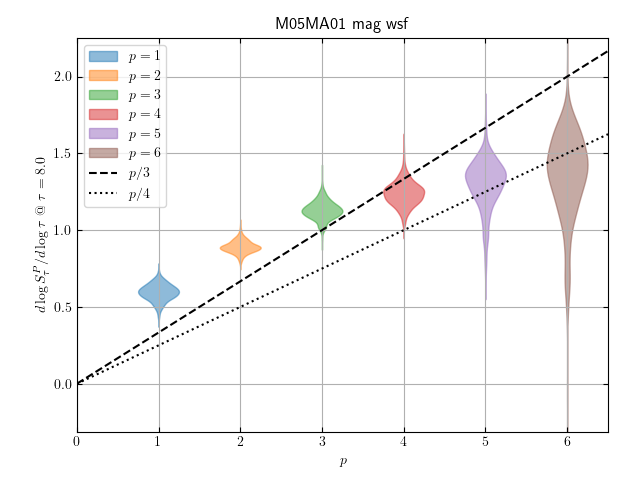 M05MA01 mag wsf
d log S_τ^P / d log τ @ τ = 8.0
2.0
1.5
1.0
0.5
0.0
p = 1
p = 2
p = 3
p = 4
p = 5
p = 6
p/3
p/4
0 1 2 3 4 5 6
p